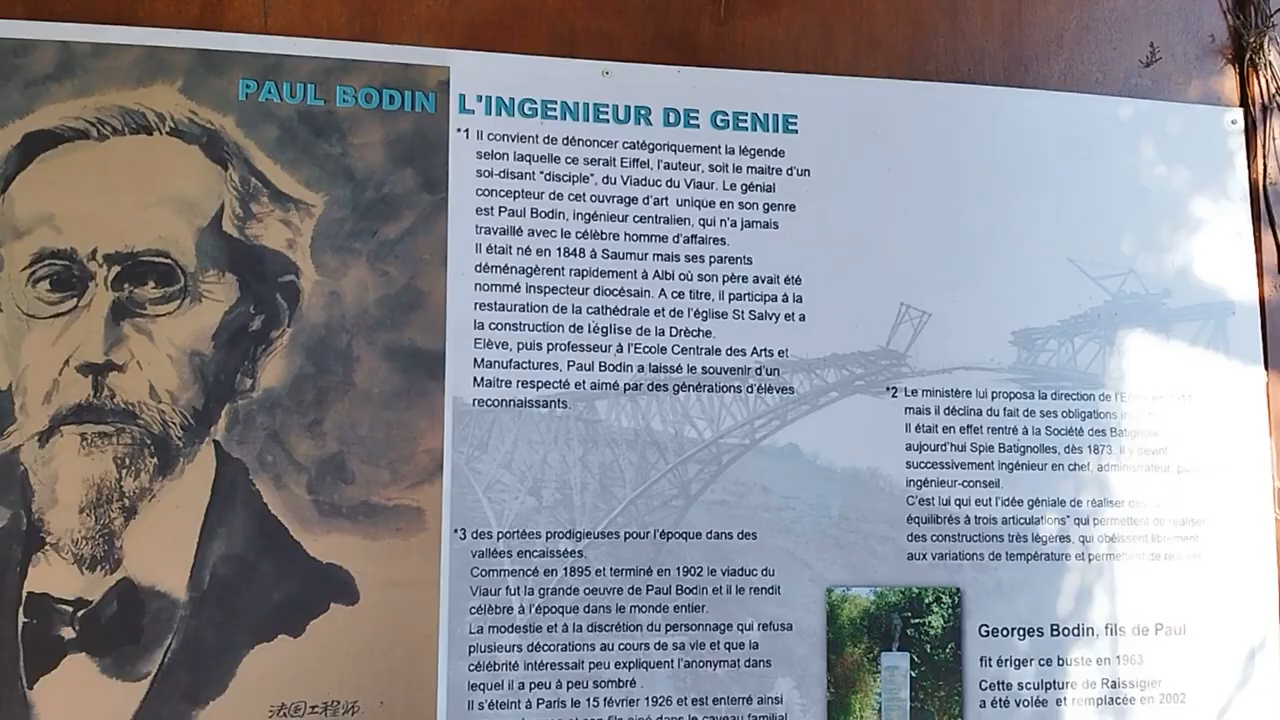 PAUL BODIN L'INGENIEUR DE GENIE
*1 Il convient de dénoncer catégoriquement la légende
selon laquelle ce serait Eiffel, l'auteur, soit le maitre d'un
soi-disant "disciple", du Viaduc du Viaur. Le génial
concepteur de cet ouvrage d'art unique en son genre
est Paul Bodin, ingénieur centralien, qui n'a jamais
travaillé avec le célèbre homme d'affaires.
Il était né en 1848 à Saumur mais ses parents
déménagèrent rapidement à Albi où son père avait été
nommé inspecteur diocésain. A ce titre, il participa à la
restauration de la cathédrale et de l'église St Salvy et a
la construction de l'église de la Drèche.
Elève, puis professeur à l'Ecole Centrale des Arts et
Manufactures, Paul Bodin a laissé le souvenir d'un
Maitre respecté et aimé par des générations d'élèves
reconnaissants.
*2 Le ministère lui proposa la direction de
mais il déclina du fait de ses obligations
Il était en effet rentré à la Société des Batignolles
aujourd'hui Spie Batignolles, dès 1873. Il y devint
successivement Ingénieur en chef, administrateur, puis
ingénieur-conseil.
C'est lui qui eut l'idée géniale de réaliser des
équilibrés à trois articulations" qui permettent de réaliser
des constructions très légères, qui obéissent librement
aux variations de température et permettent de
*3 des portées prodigieuses pour l'époque dans des
vallées encaissées.
Commencé en 1895 et terminé en 1902 le viaduc du
Viaur fut la grande oeuvre de Paul Bodin et il le rendit
célèbre à l'époque dans le monde entier.
La modestie et à la discrétion du personnage qui refusa
plusieurs décorations au cours de sa vie et que la
célébrité intéressait peu expliquent l'anonymat dans
lequel il a peu à peu sombré .
Il s'éteint à Paris le 15 février 1926 et est enterré ainsi
son fils ainé dans le caveau familial
Georges Bodin, fils de Paul
fit ériger ce buste en 1963
Cette sculpture de Raissigier
a été volée et remplacée en 2002
法国工程师